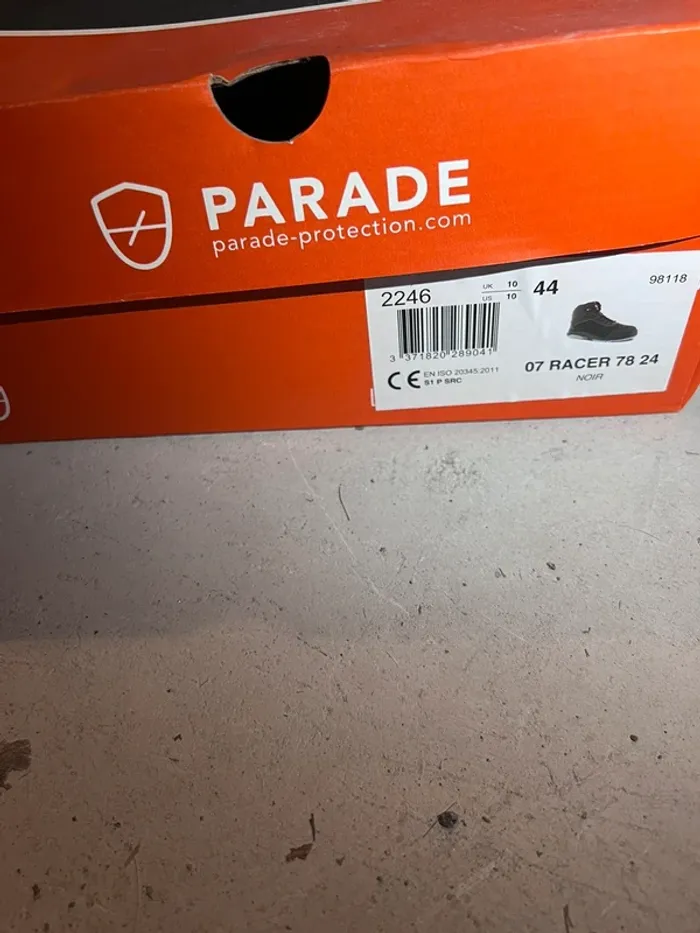 PARADE
parade-protection.com
2246
UK 10
US 10
44
98118
3 371820 289041
CE EN ISO 20345:2011
S1 P SRC
07 RACER 78 24
NOIR